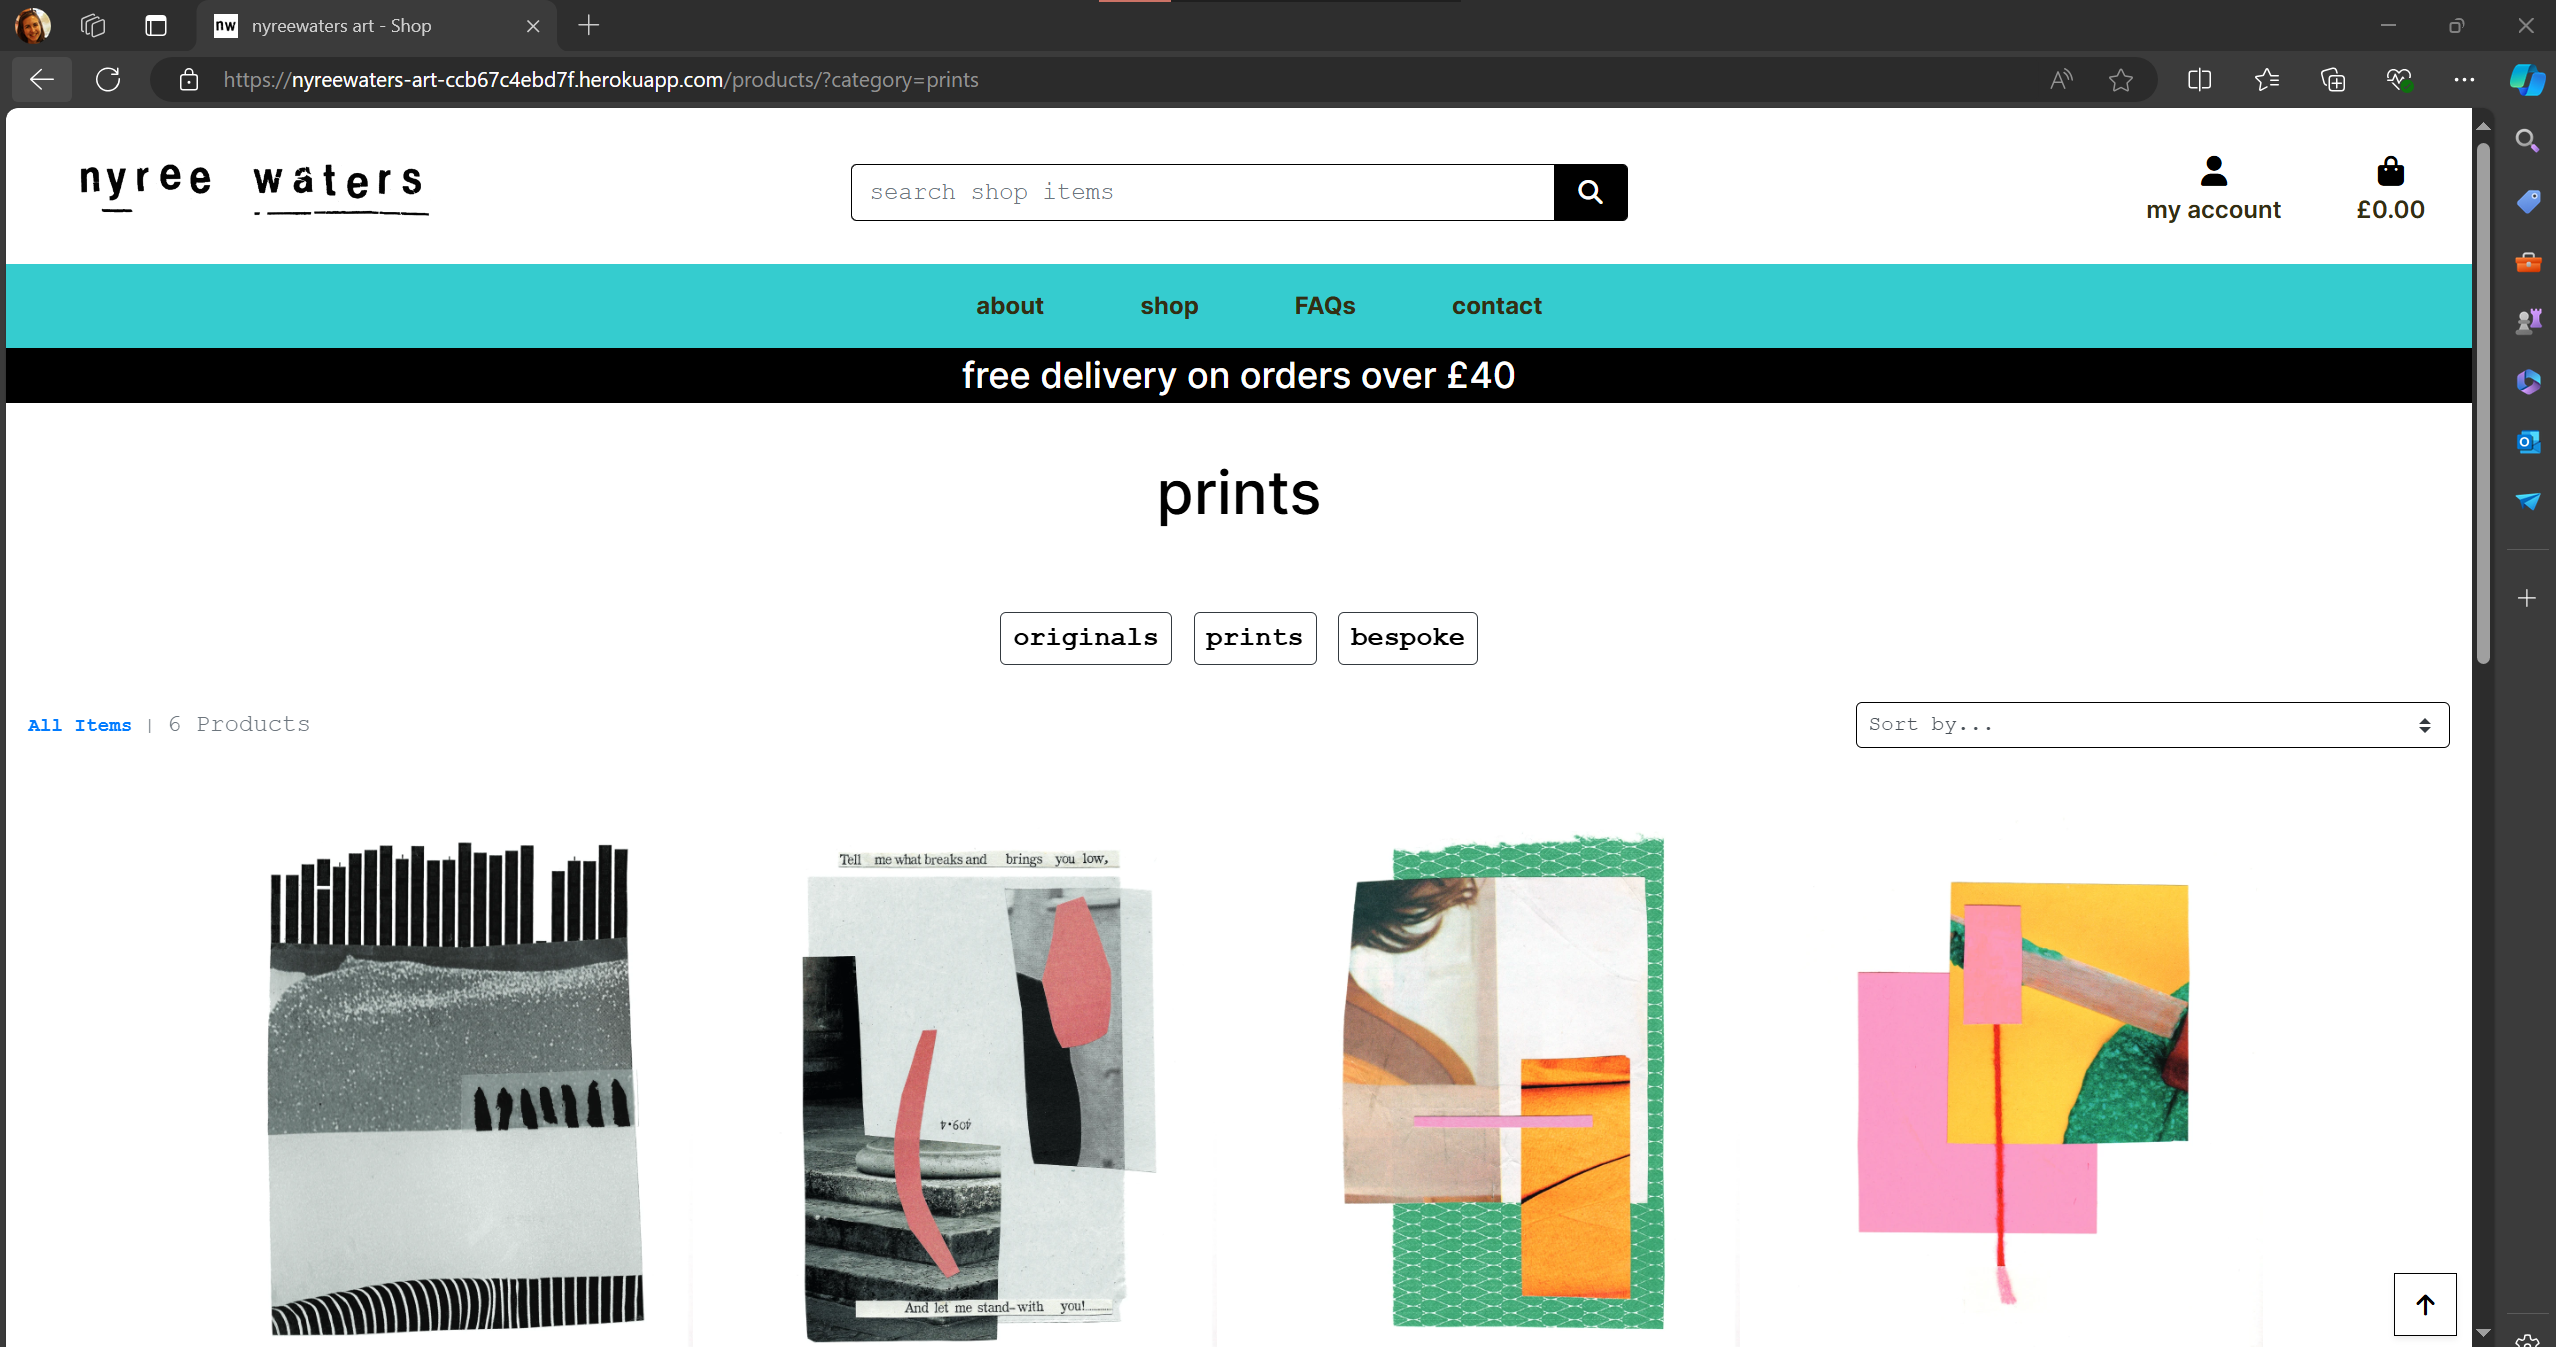 nw nyreewaters art - Shop
https://nyreewaters-art-ccb67c4ebd7f.herokuapp.com/products/?category=prints
nyree waters
search shop items
my account
£0.00
about shop FAQs contact
free delivery on orders over £40
prints
originals prints bespoke
All Items | 6 Products
Sort by...
Tell me what breaks and brings you low,
409•4
And let me stand-with you!..........